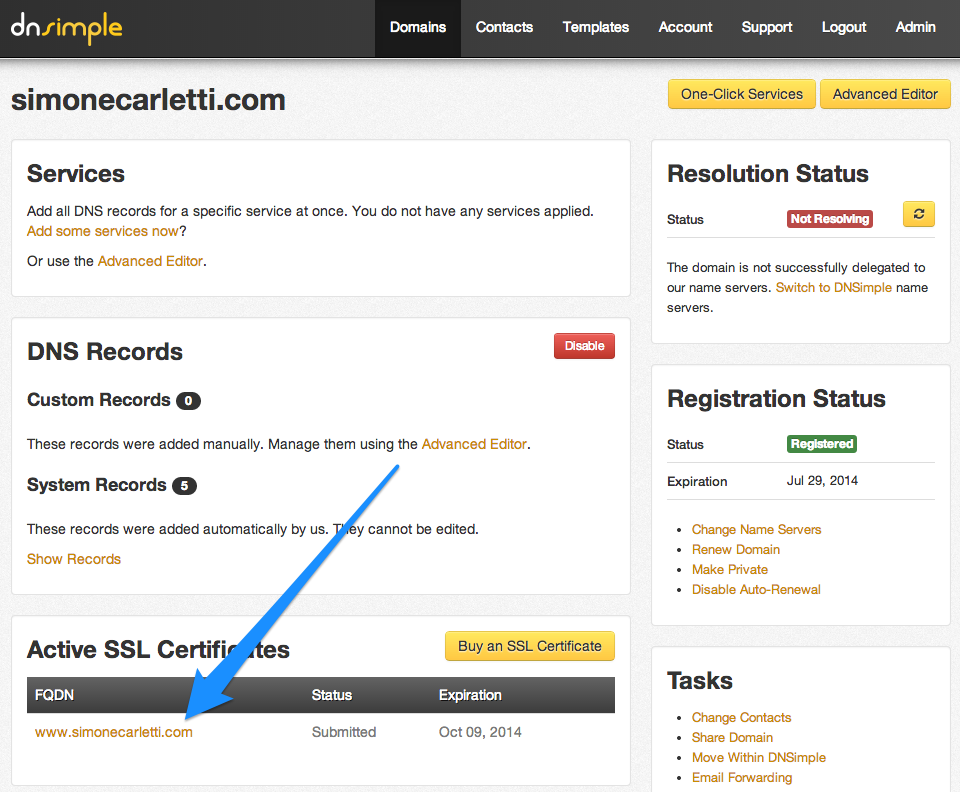 dnsimple
Domains Contacts Templates Account Support Logout Admin
simonecarletti.com
One-Click Services Advanced Editor
Services
Add all DNS records for a specific service at once. You do not have any services applied.
Add some services now?
Or use the Advanced Editor.
DNS Records
Disable
Custom Records 0
These records were added manually. Manage them using the Advanced Editor.
System Records 5
These records were added automatically by us. They cannot be edited.
Show Records
Active SSL Certificates
Buy an SSL Certificate
FQDN Status Expiration
www.simonecarletti.com Submitted Oct 09, 2014
Resolution Status
Status Not Resolving
The domain is not successfully delegated to
our name servers. Switch to DNSimple name
servers.
Registration Status
Status Registered
Expiration Jul 29, 2014
Change Name Servers
Renew Domain
Make Private
Disable Auto-Renewal
Tasks
Change Contacts
Share Domain
Move Within DNSimple
Email Forwarding